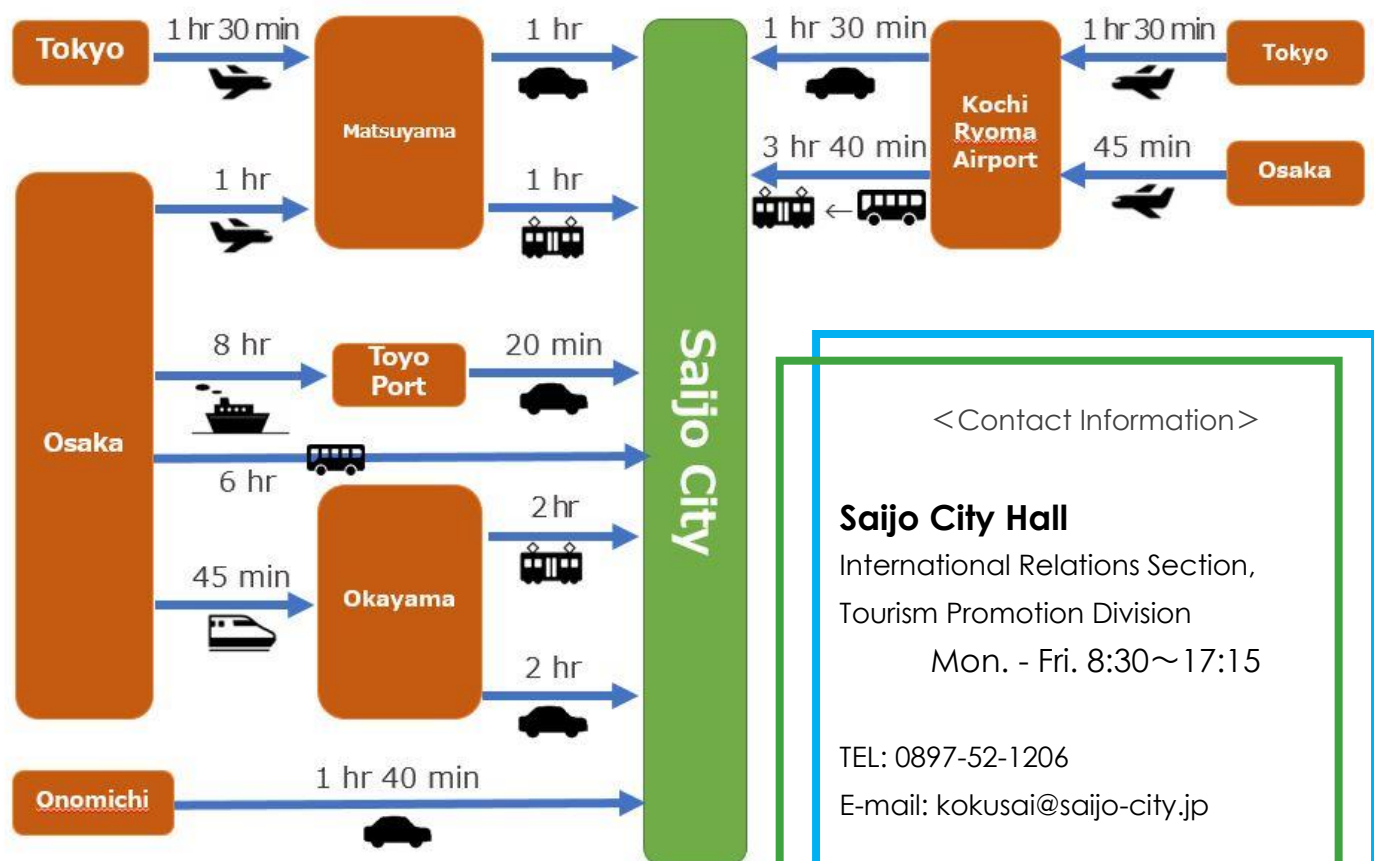 Tokyo
1 hr 30 min
1 hr
Matsuyama
1 hr
1 hr
8 hr
Toyo
Port
20 min
Osaka
6 hr
2 hr
45 min
Okayama
2 hr
Onomichi
1 hr 40 min
Saijo City
1 hr 30 min
1 hr 30 min
Tokyo
Kochi
Ryoma
Airport
3 hr 40 min
←
45 min
Osaka
<Contact Information>
Saijo City Hall
International Relations Section,
Tourism Promotion Division
Mon. - Fri. 8:30～17:15
TEL: 0897-52-1206
E-mail: kokusai@saijo-city.jp